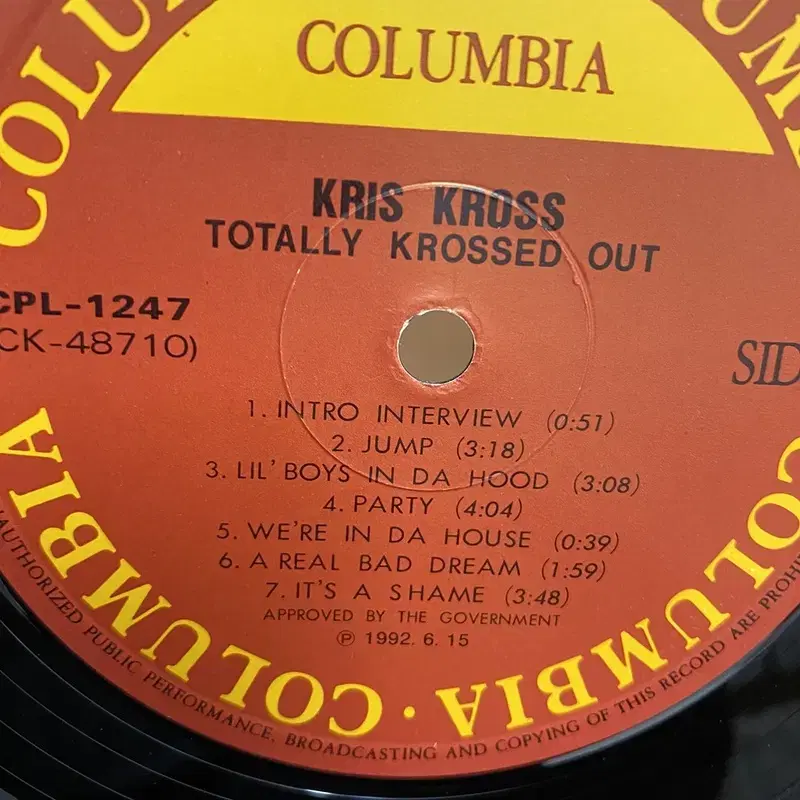 COLUMBIA
KRIS KROSS
TOTALLY KROSSED OUT
CPL-1247
CK-48710)
1. INTRO INTERVIEW (0:51)
2. JUMP (3:18)
3. LIL' BOYS IN DA HOOD (3:08)
4. PARTY (4:04)
5. WE'RE IN DA HOUSE (0:39)
6. A REAL BAD DREAM (1:59)
7. IT'S A SHAME (3:48)
APPROVED BY THE GOVERNMENT
℗ 1992. 6. 15
COLUMBIA · COLUMBIA
PUBLIC PERFORMANCE, BROADCASTING AND COPYING OF THIS RECORD ARE